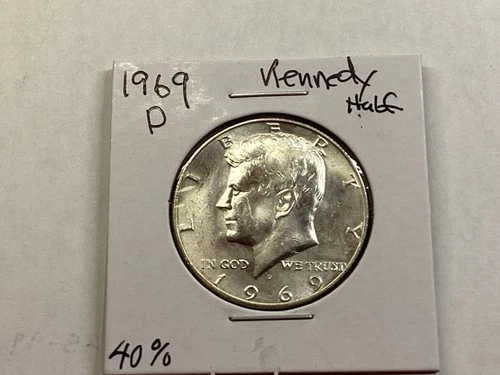 1969 Kennedy
D Half
LIBERTY
IN GOD WE TRUST
D
1969
40%